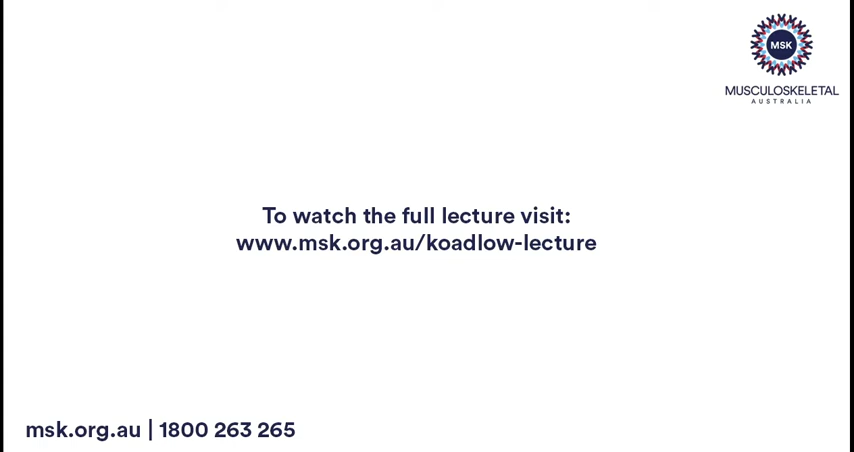 MSK
MUSCULOSKELETAL
AUSTRALIA
To watch the full lecture visit:
www.msk.org.au/koadlow-lecture
msk.org.au | 1800 263 265